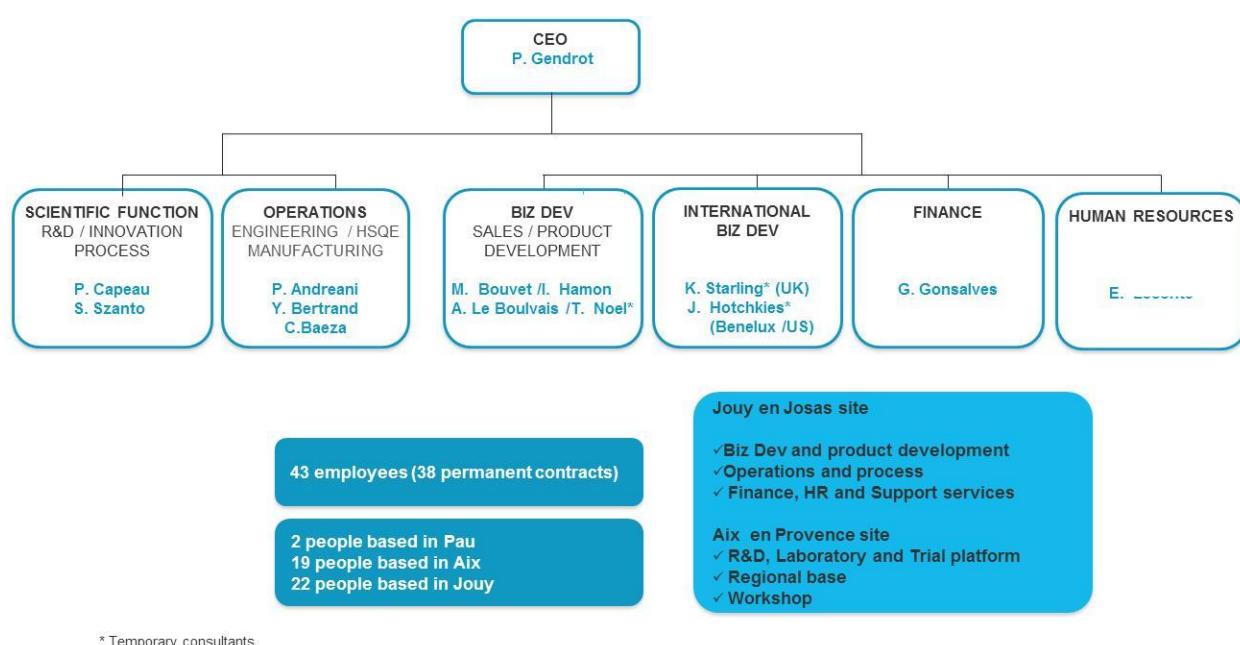 CEO
P. Gendrot
SCIENTIFIC FUNCTION
R&D / INNOVATION
PROCESS
P. Capeau
S. Szanto
OPERATIONS
ENGINEERING / HSQE
MANUFACTURING
P. Andreani
Y. Bertrand
C.Baeza
BIZ DEV
SALES / PRODUCT
DEVELOPMENT
M. Bouvet /I. Hamon
A. Le Boulvais /T. Noel*
INTERNATIONAL
BIZ DEV
K. Starling* (UK)
J. Hotchkies*
(Benelux /US)
FINANCE
G. Gonsalves
HUMAN RESOURCES
E.
43 employees (38 permanent contracts)
2 people based in Pau
19 people based in Aix
22 people based in Jouy
Jouy en Josas site
✓Biz Dev and product development
✓Operations and process
✓ Finance, HR and Support services
Aix en Provence site
✓ R&D, Laboratory and Trial platform
✓ Regional base
✓ Workshop
* Temporary consultants